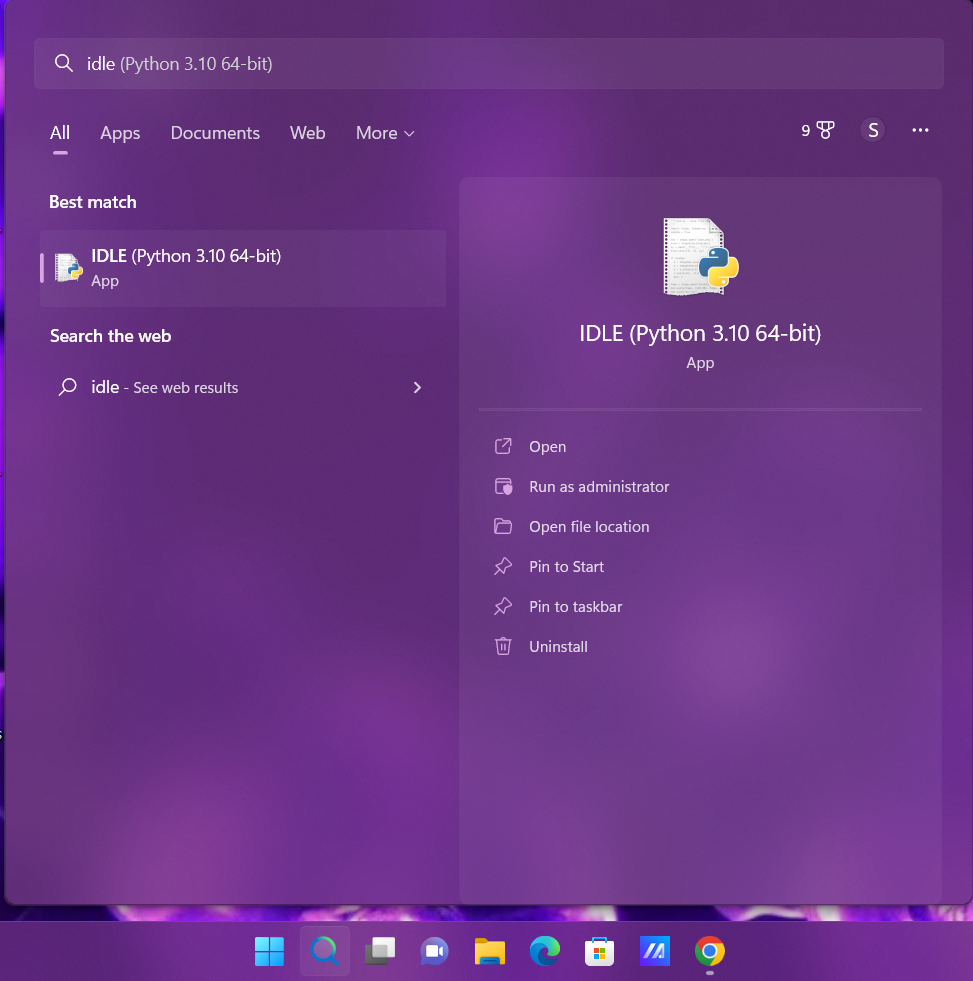 idle (Python 3.10 64-bit)
All Apps Documents Web More
9 S
Best match
IDLE (Python 3.10 64-bit)
App
Search the web
idle - See web results
IDLE (Python 3.10 64-bit)
App
Open
Run as administrator
Open file location
Pin to Start
Pin to taskbar
Uninstall